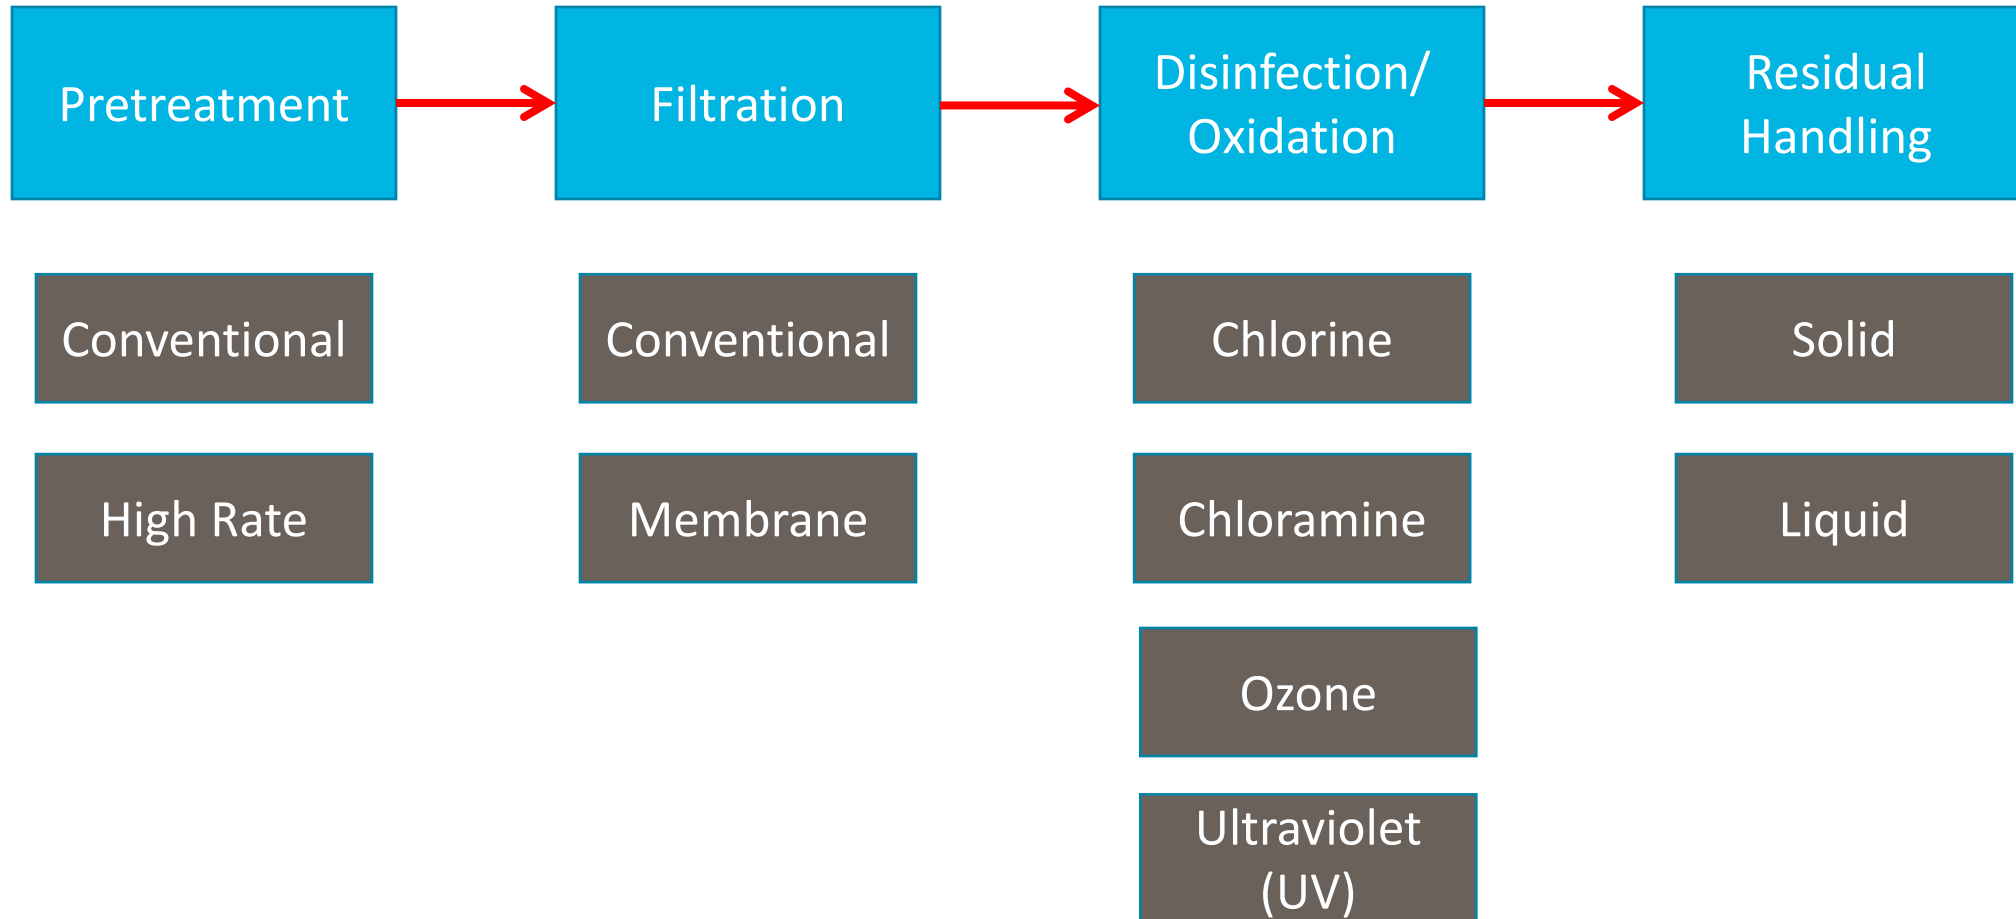 Pretreatment
Filtration
Disinfection/
Oxidation
Residual
Handling
Conventional
Conventional
Chlorine
Solid
High Rate
Membrane
Chloramine
Liquid
Ozone
Ultraviolet
(UV)